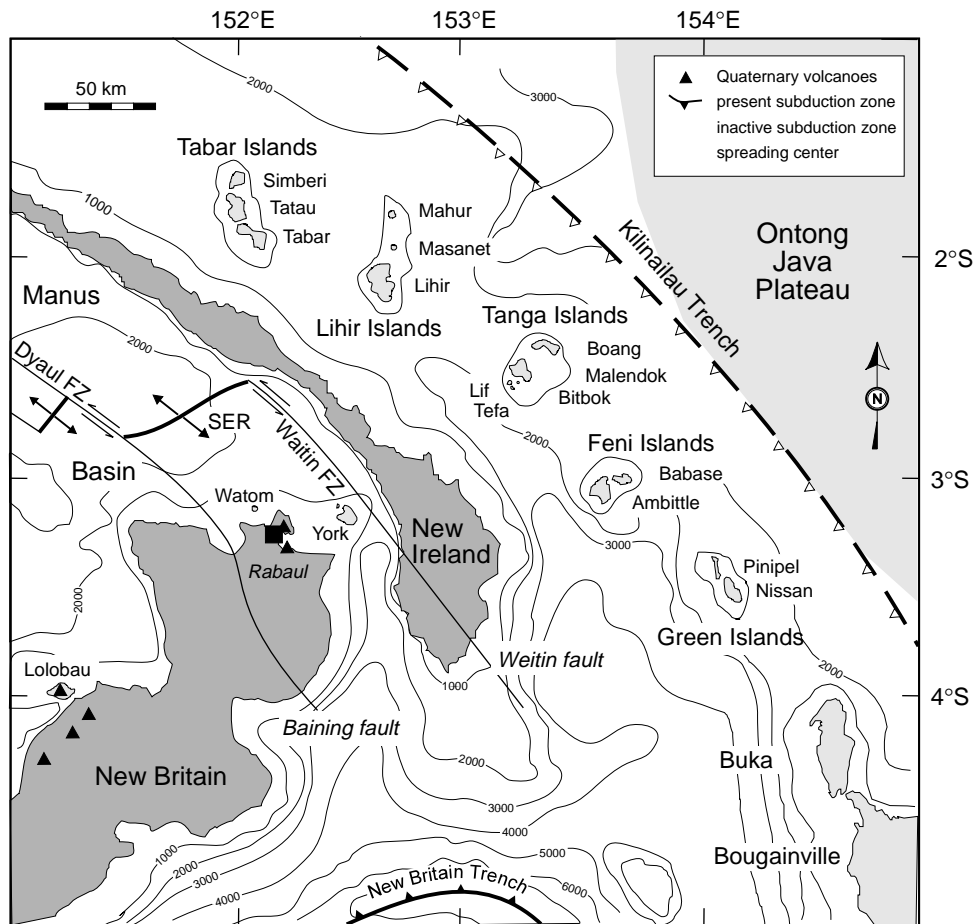 152°E
153°E
154°E
50 km
2000
3000
Quaternary volcanoes
present subduction zone
inactive subduction zone
spreading center
Tabar Islands
Simberi
Tatau
Tabar
1000
Mahur
Masanet
Lihir
Lihir Islands
Kilinailau Trench
Ontong
Java
Plateau
2°S
Manus
Tanga Islands
Boang
Malendok
Lif
Tefa
Bitbok
2000
Dyaul FZ
SER
Waitin FZ
N
2000
Feni Islands
Babase
Ambittle
Basin
3°S
Watom
York
New
Ireland
3000
Rabaul
Pinipel
Nissan
2000
Green Islands
Lolobau
Weitin fault
1000
2000
4°S
Baining fault
New Britain
Buka
2000
3000
4000
1000
2000
3000
4000
5000
6000
New Britain Trench
Bougainville